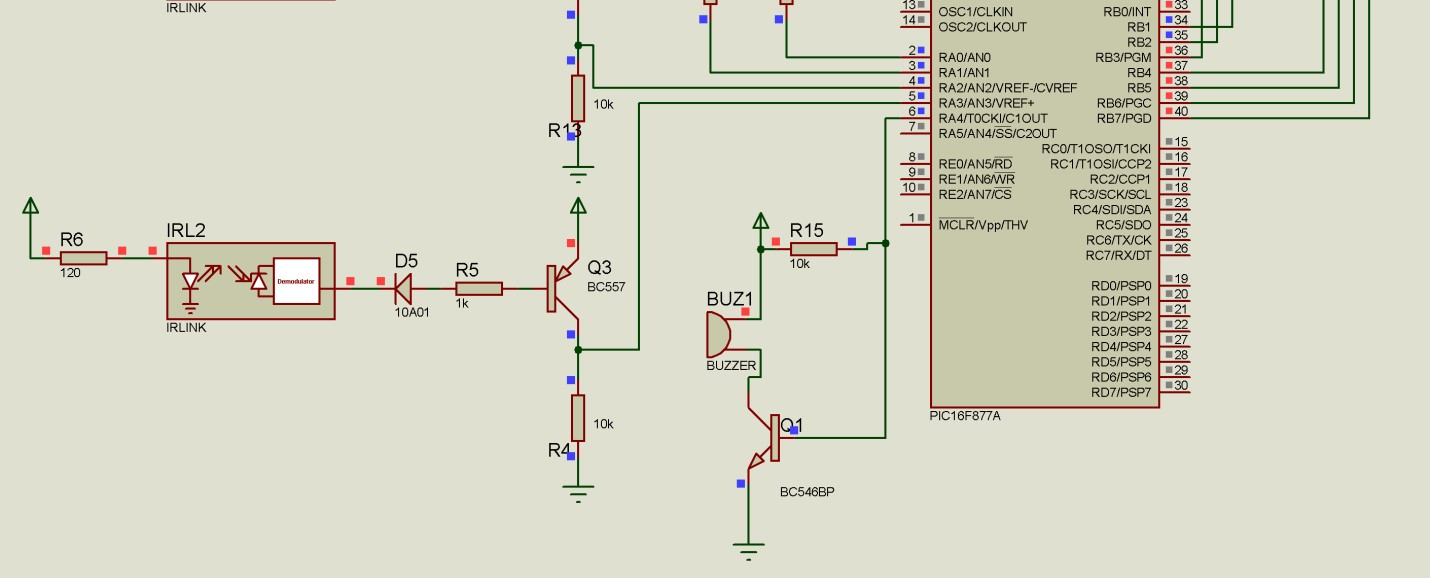 IRLINK
R13
10k
R6
120
IRL2
Demodulator
IRLINK
D5
10A01
R5
1k
Q3
BC557
R4
10k
R15
10k
BUZ1
BUZZER
Q1
BC546BP
13 OSC1/CLKIN
14 OSC2/CLKOUT
2 RA0/AN0
3 RA1/AN1
4 RA2/AN2/VREF-/CVREF
5 RA3/AN3/VREF+
6 RA4/T0CKI/C1OUT
7 RA5/AN4/SS/C2OUT
8 RE0/AN5/RD
9 RE1/AN6/WR
10 RE2/AN7/CS
1 MCLR/Vpp/THV
RB0/INT 33
RB1 34
RB2 35
RB3/PGM 36
RB4 37
RB5 38
RB6/PGC 39
RB7/PGD 40
RC0/T1OSO/T1CKI 15
RC1/T1OSI/CCP2 16
RC2/CCP1 17
RC3/SCK/SCL 18
RC4/SDI/SDA 23
RC5/SDO 24
RC6/TX/CK 25
RC7/RX/DT 26
RD0/PSP0 19
RD1/PSP1 20
RD2/PSP2 21
RD3/PSP3 22
RD4/PSP4 27
RD5/PSP5 28
RD6/PSP6 29
RD7/PSP7 30
PIC16F877A